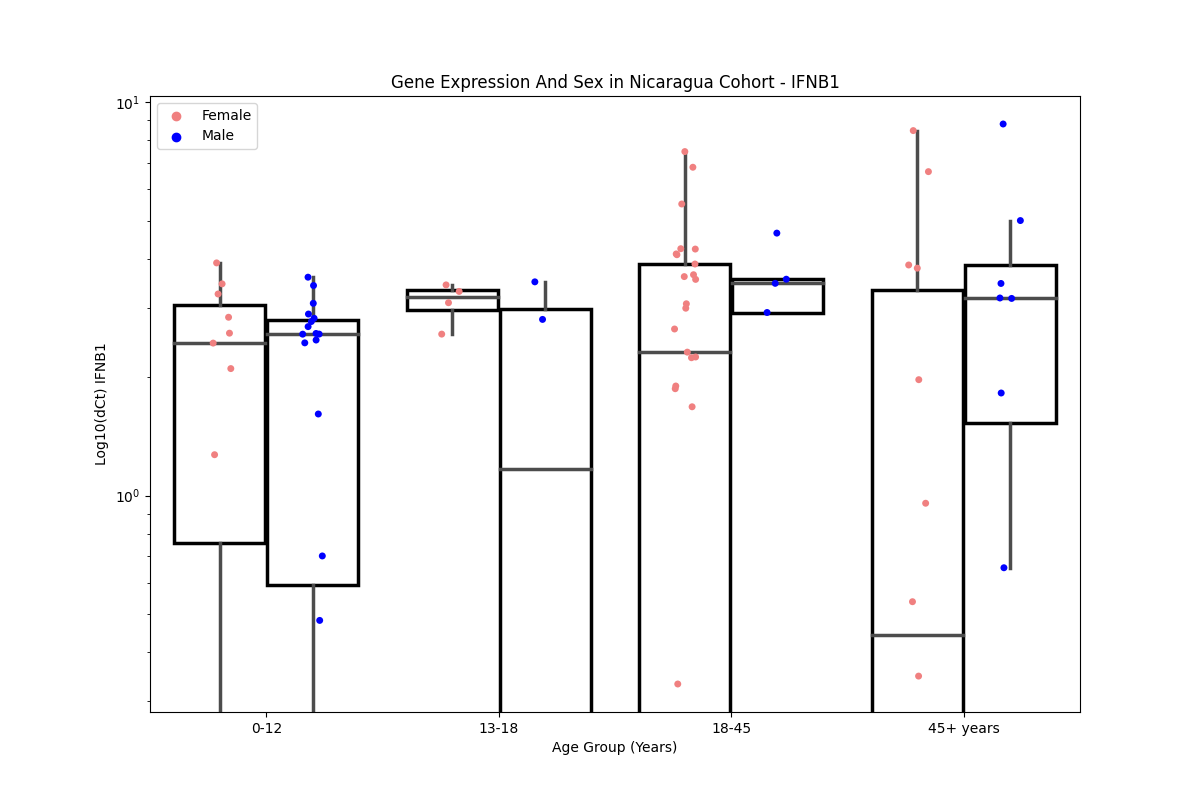 Gene Expression And Sex in Nicaragua Cohort - IFNB1
Female
Male
10¹
10⁰
Log10(dCt) IFNB1
0-12
13-18
18-45
45+ years
Age Group (Years)